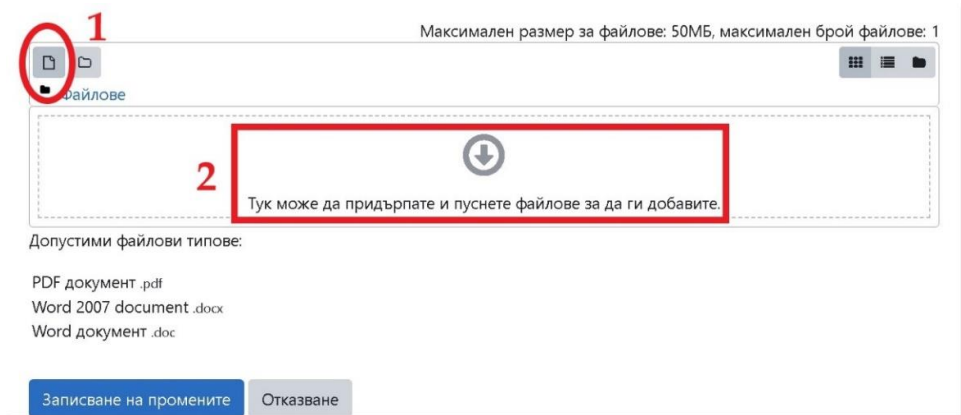 1
Максимален размер за файлове: 50МБ, максимален брой файлове: 1
Файлове
2
Тук може да придърпате и пуснете файлове за да ги добавите.
Допустими файлови типове:
PDF документ .pdf
Word 2007 document .docx
Word документ .doc
Записване на промените Отказване